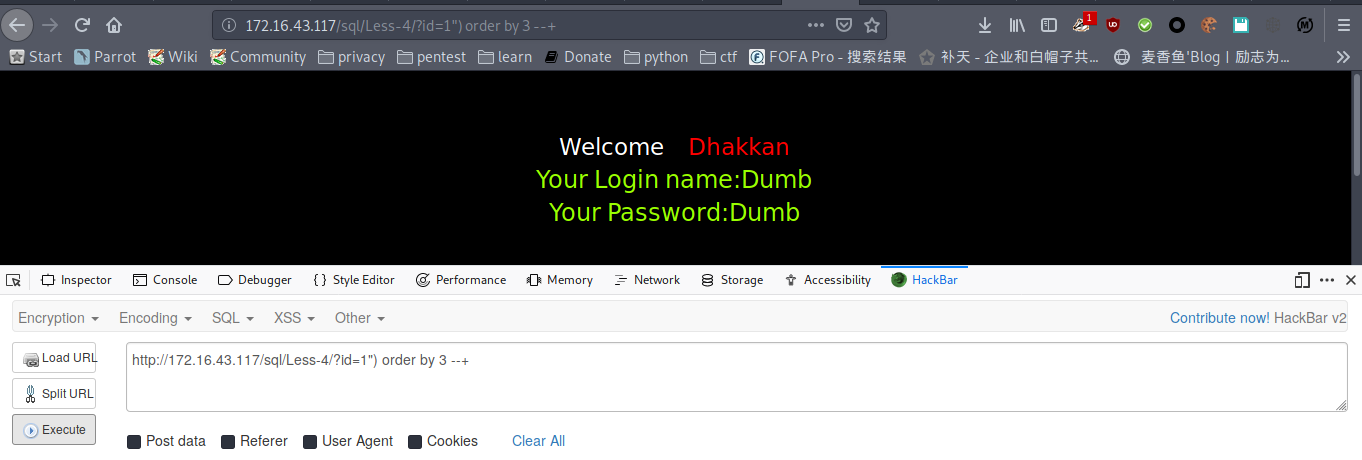 172.16.43.117/sql/Less-4/?id=1") order by 3 --+
1
Start Parrot Wiki Community privacy pentest learn Donate python ctf FOFA Pro - 搜索结果 补天 - 企业和白帽子共... 麦香鱼'Blog | 励志为...
Welcome Dhakkan
Your Login name:Dumb
Your Password:Dumb
Inspector Console Debugger Style Editor Performance Memory Network Storage Accessibility HackBar
Encryption Encoding SQL XSS Other Contribute now! HackBar v2
Load URL
http://172.16.43.117/sql/Less-4/?id=1") order by 3 --+
Split URL
Execute
Post data Referer User Agent Cookies Clear All